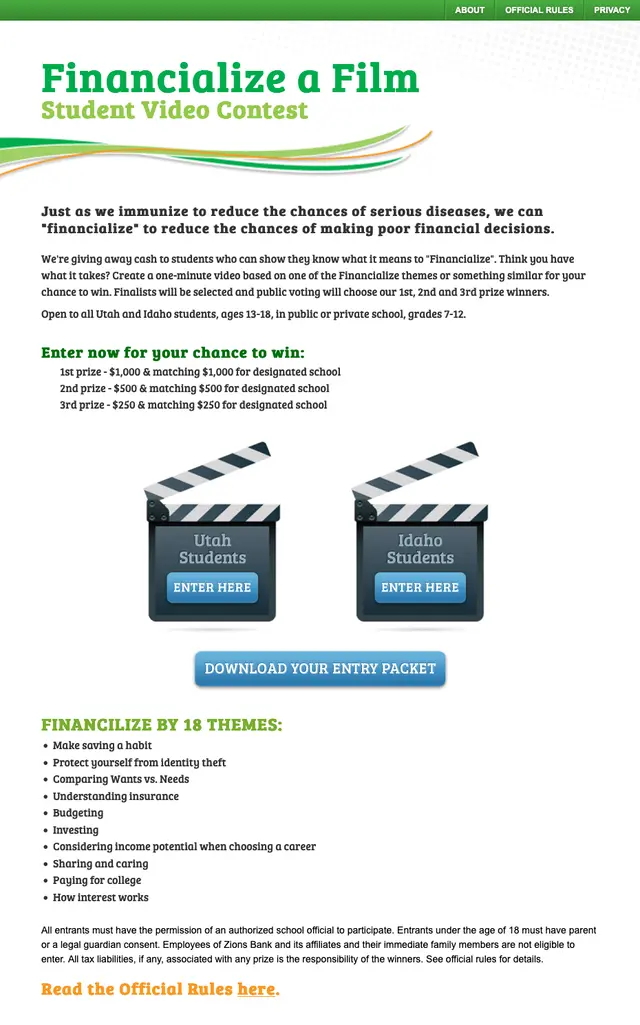 ABOUT OFFICIAL RULES PRIVACY
Financialize a Film
Student Video Contest
Just as we immunize to reduce the chances of serious diseases, we can
"financialize" to reduce the chances of making poor financial decisions.
We're giving away cash to students who can show they know what it means to "Financialize". Think you have
what it takes? Create a one-minute video based on one of the Financialize themes or something similar for your
chance to win. Finalists will be selected and public voting will choose our 1st, 2nd and 3rd prize winners.
Open to all Utah and Idaho students, ages 13-18, in public or private school, grades 7-12.
Enter now for your chance to win:
1st prize - $1,000 & matching $1,000 for designated school
2nd prize - $500 & matching $500 for designated school
3rd prize - $250 & matching $250 for designated school
Utah
Students
ENTER HERE
Idaho
Students
ENTER HERE
DOWNLOAD YOUR ENTRY PACKET
FINANCILIZE BY 18 THEMES:
• Make saving a habit
• Protect yourself from identity theft
• Comparing Wants vs. Needs
• Understanding insurance
• Budgeting
• Investing
• Considering income potential when choosing a career
• Sharing and caring
• Paying for college
• How interest works
All entrants must have the permission of an authorized school official to participate. Entrants under the age of 18 must have parent
or a legal guardian consent. Employees of Zions Bank and its affiliates and their immediate family members are not eligible to
enter. All tax liabilities, if any, associated with any prize is the responsibility of the winners. See official rules for details.
Read the Official Rules here.